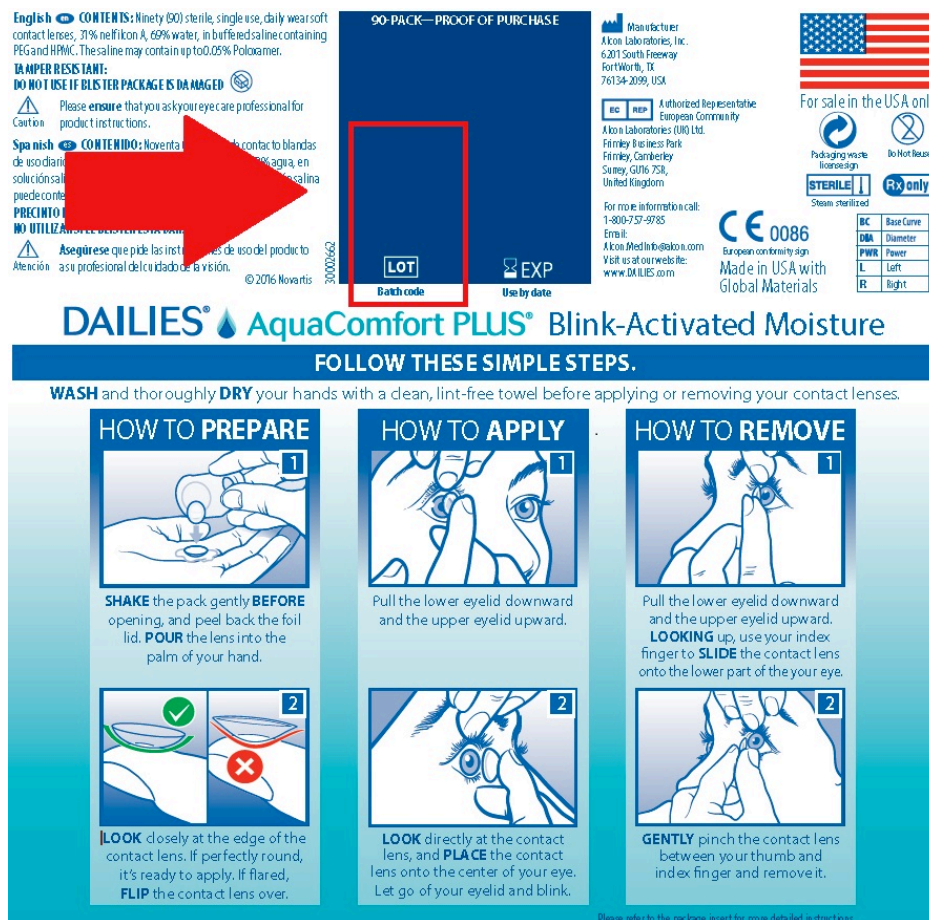 English en CONTENTS: Ninety (90) sterile, single use, daily wear soft
contact lenses, 31% nelfilkon A, 69% water, in buffered saline containing
PEG and HPMC. The saline may contain up to 0.05% Poloxamer.
TAMPER RESISTANT:
DO NOT USE IF BLISTER PACKAGE IS DAMAGED
Caution
Please ensure that you ask your eye care professional for
product instructions.
Spanish es CONTENIDO: Noventa contacto blandas
de uso diario agua, en
solución salina
puede
PRECINTO
NO UTILIZAR
Atención
Asegúrese que pide las de uso del producto
a su profesional del cuidado de la visión.
© 2016 Novartis
30002662
90-PACK—PROOF OF PURCHASE
LOT
Batch code
EXP
Use by date
Manufacturer
Alcon Laboratories, Inc.
6201 South Freeway
Fort Worth, TX
76134-2099, USA
EC REP
Authorized Representative
European Community
Alcon Laboratories (UK) Ltd.
Frimley Business Park
Frimley, Camberley
Surrey, GU16 7SR,
United Kingdom
For more information call:
1-800-757-9785
Email:
Alcon.MedInfo@alcon.com
Visit us at our website:
www.DAILIES.com
For sale in the USA onl
Packaging waste
license sign
2
Do Not Reuse
STERILE
Steam sterilized
Rx only
CE 0086
European conformity sign
Made in USA with
Global Materials
BC Base Curve
DIA Diameter
PWR Power
L Left
R Right
DAILIES® AquaComfort PLUS® Blink-Activated Moisture
FOLLOW THESE SIMPLE STEPS.
WASH and thoroughly DRY your hands with a clean, lint-free towel before applying or removing your contact lenses.
HOW TO PREPARE
1
SHAKE the pack gently BEFORE
opening, and peel back the foil
lid. POUR the lens into the
palm of your hand.
2
LOOK closely at the edge of the
contact lens. If perfectly round,
it's ready to apply. If flared,
FLIP the contact lens over.
HOW TO APPLY
1
Pull the lower eyelid downward
and the upper eyelid upward.
2
LOOK directly at the contact
lens, and PLACE the contact
lens onto the center of your eye.
Let go of your eyelid and blink.
HOW TO REMOVE
1
Pull the lower eyelid downward
and the upper eyelid upward.
LOOKING up, use your index
finger to SLIDE the contact lens
onto the lower part of the your eye.
2
GENTLY pinch the contact lens
between your thumb and
index finger and remove it.
Please refer to the package insert for more detailed instructions.